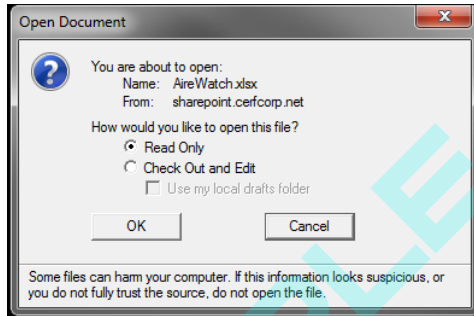 Open Document
You are about to open:
Name: AireWatch.xlsx
From: sharepoint.cerfcorp.net
How would you like to open this file?
Read Only
Check Out and Edit
Use my local drafts folder
OK Cancel
Some files can harm your computer. If this information looks suspicious, or
you do not fully trust the source, do not open the file.